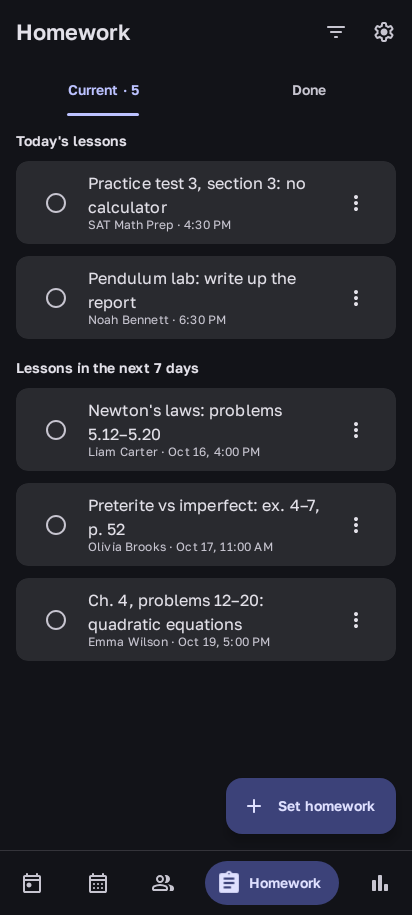 Homework
Current · 5
Done
Today's lessons
Practice test 3, section 3: no
calculator
SAT Math Prep · 4:30 PM
Pendulum lab: write up the
report
Noah Bennett · 6:30 PM
Lessons in the next 7 days
Newton's laws: problems
5.12–5.20
Liam Carter · Oct 16, 4:00 PM
Preterite vs imperfect: ex. 4–7,
p. 52
Olivia Brooks · Oct 17, 11:00 AM
Ch. 4, problems 12–20:
quadratic equations
Emma Wilson · Oct 19, 5:00 PM
Set homework
Homework